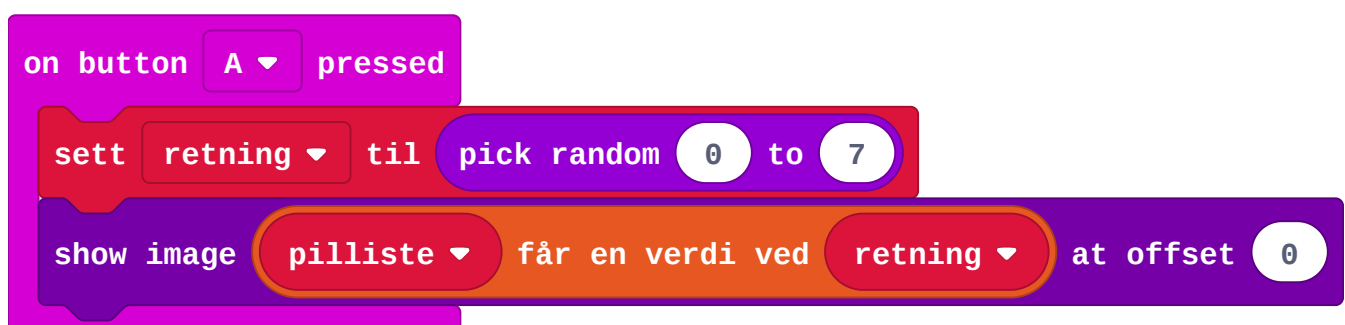 on button A pressed
sett retning til pick random 0 to 7
show image pilliste får en verdi ved retning at offset 0